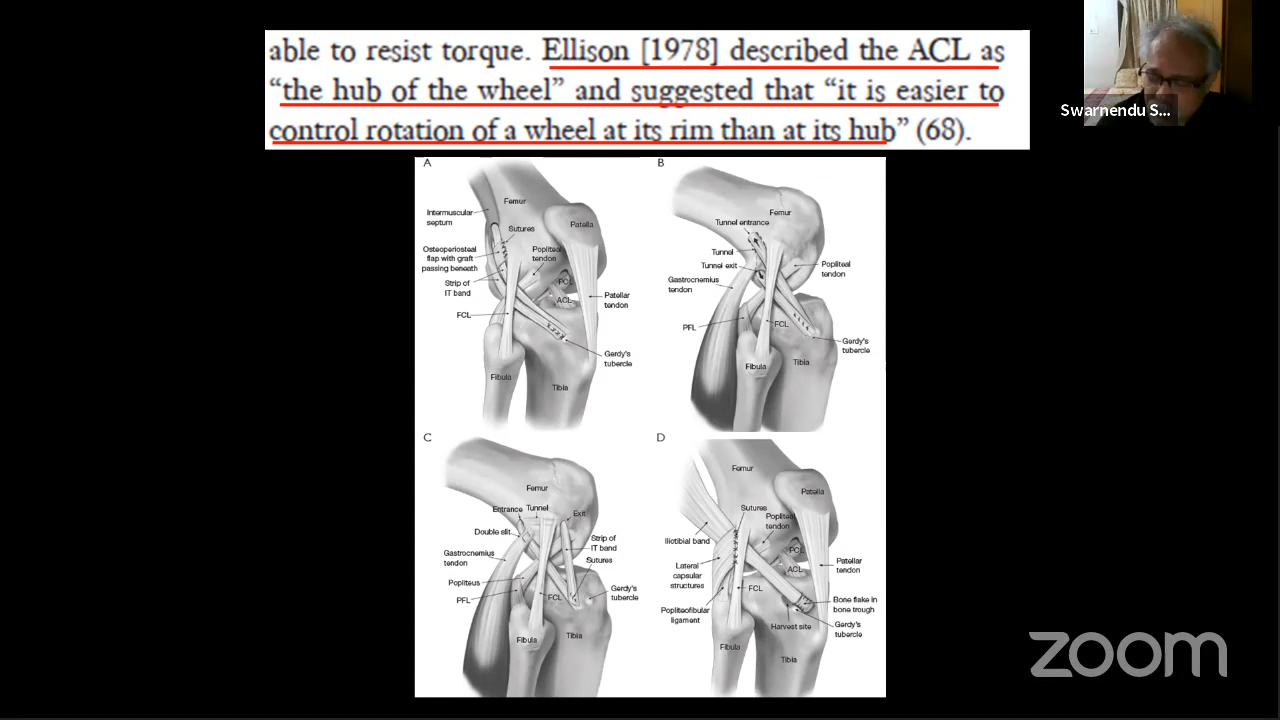 able to resist torque. Ellison [1978] described the ACL as
“the hub of the wheel” and suggested that “it is easier to
control rotation of a wheel at its rim than at its hub” (68).
Swarnendu S...
A
Femur
Intermuscular
septum
Sutures
Patella
Osteoperiosteal
flap with graft
passing beneath
Popliteal
tendon
Strip of
IT band
PCL
ACL
Patellar
tendon
FCL
Gerdy's
tubercle
Fibula
Tibia
B
Femur
Tunnel entrance
Tunnel
Tunnel exit
Popliteal
tendon
Gastrocnemius
tendon
PFL
FCL
Gerdy's
tubercle
Fibula
Tibia
C
Femur
Entrance
Tunnel
Exit
Double slit
Strip of
IT band
Gastrocnemius
tendon
Sutures
Popliteus
PFL
FCL
Gerdy's
tubercle
Fibula
Tibia
D
Femur
Patella
Sutures
Popliteal
tendon
Iliotibial band
PCL
ACL
Lateral
capsular
structures
Patellar
tendon
FCL
Bone flake in
bone trough
Popliteofibular
ligament
Harvest site
Gerdy's
tubercle
Fibula
Tibia
zoom